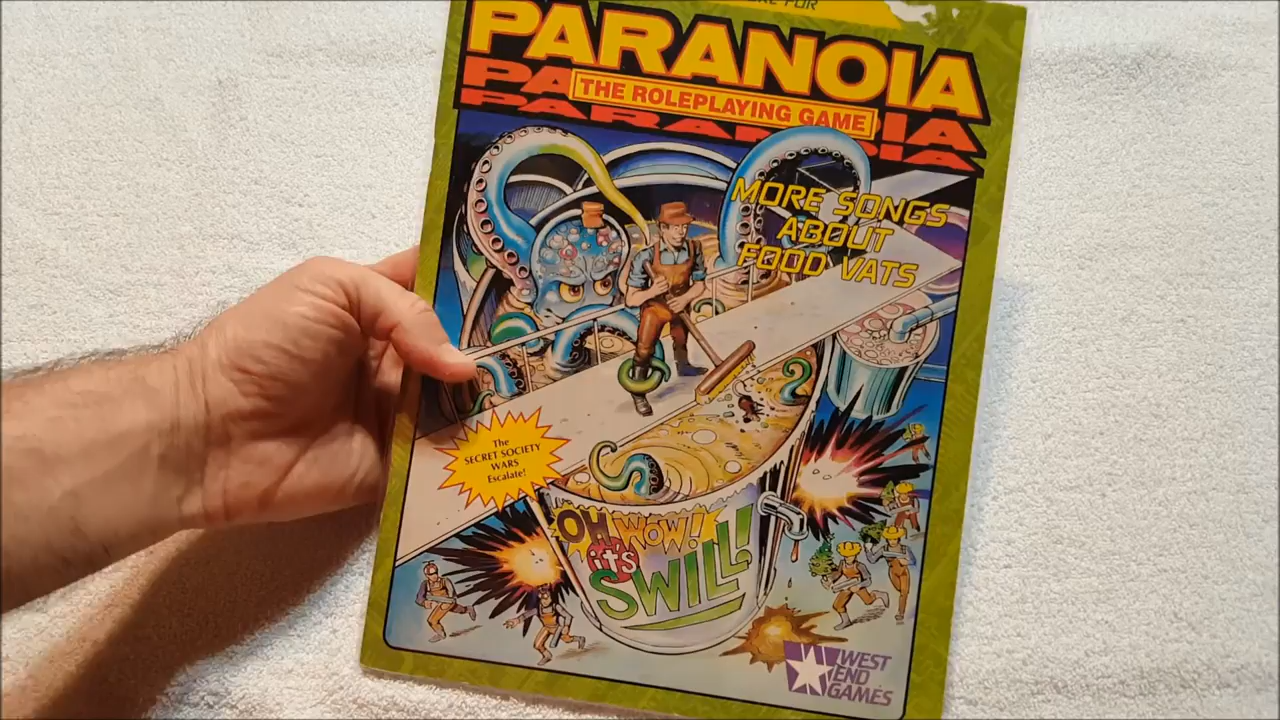 FOR
PARANOIA
THE ROLEPLAYING GAME
MORE SONGS
ABOUT
FOOD VATS
The
SECRET SOCIETY
WARS
Escalate!
OH WOW!
it's
SWILL!
WEST
END
GAMES